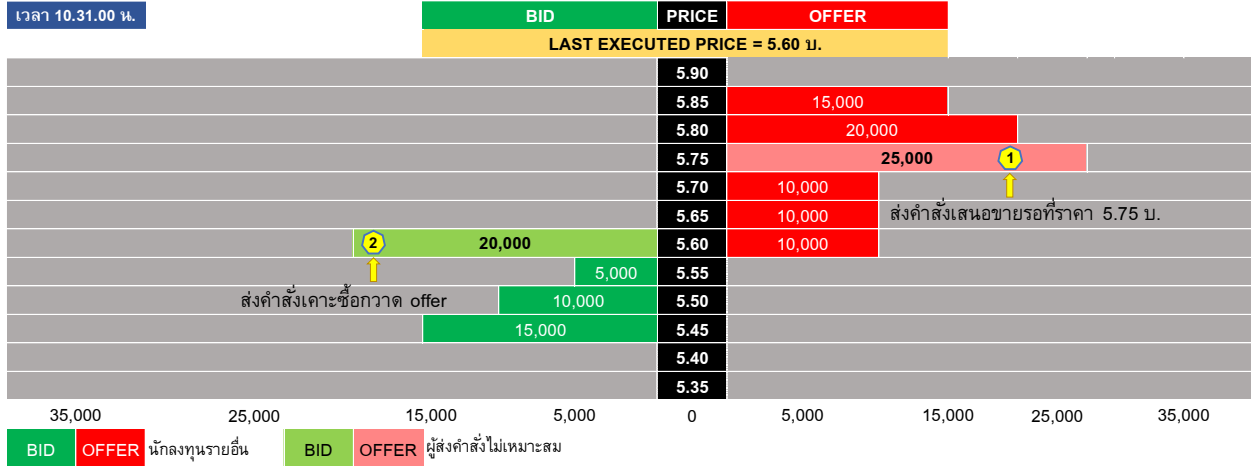 เวลา 10.31.00 น.
BID PRICE OFFER
LAST EXECUTED PRICE = 5.60 บ.
5.90
5.85 15,000
5.80 20,000
5.75 25,000 1
5.70 10,000
ส่งคำสั่งเสนอขายรอที่ราคา 5.75 บ.
5.65 10,000
2 20,000 5.60 10,000
5,000 5.55
ส่งคำสั่งเคาะซื้อกวาด offer
10,000 5.50
15,000 5.45
5.40
5.35
35,000 25,000 15,000 5,000 0 5,000 15,000 25,000 35,000
BID OFFER นักลงทุนรายอื่น BID OFFER ผู้ส่งคำสั่งไม่เหมาะสม